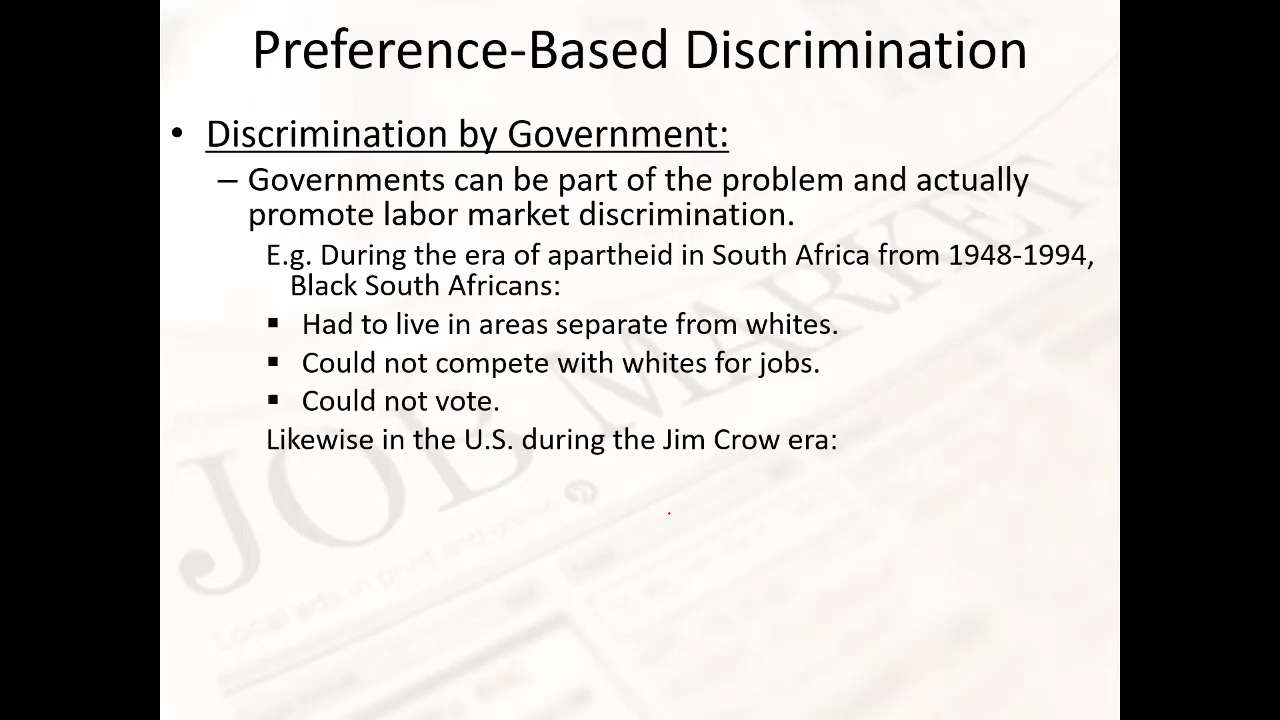 Preference-Based Discrimination
• Discrimination by Government:
– Governments can be part of the problem and actually
promote labor market discrimination.
E.g. During the era of apartheid in South Africa from 1948-1994,
Black South Africans:
▪ Had to live in areas separate from whites.
▪ Could not compete with whites for jobs.
▪ Could not vote.
Likewise in the U.S. during the Jim Crow era:
JOB MARKET